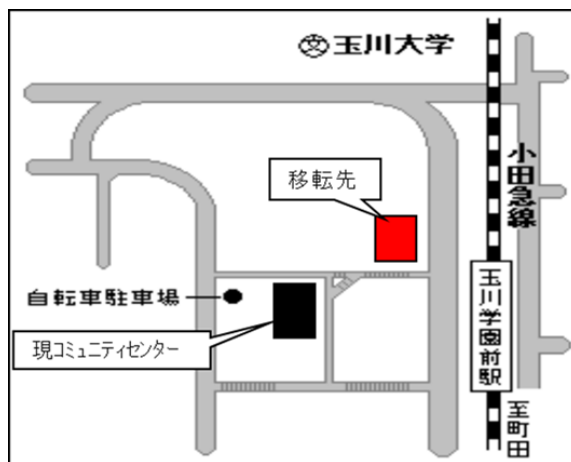 ㊫玉川大学
小田急線
移転先
自転車駐車場
現コミュニティセンター
玉川学園前駅
至町田